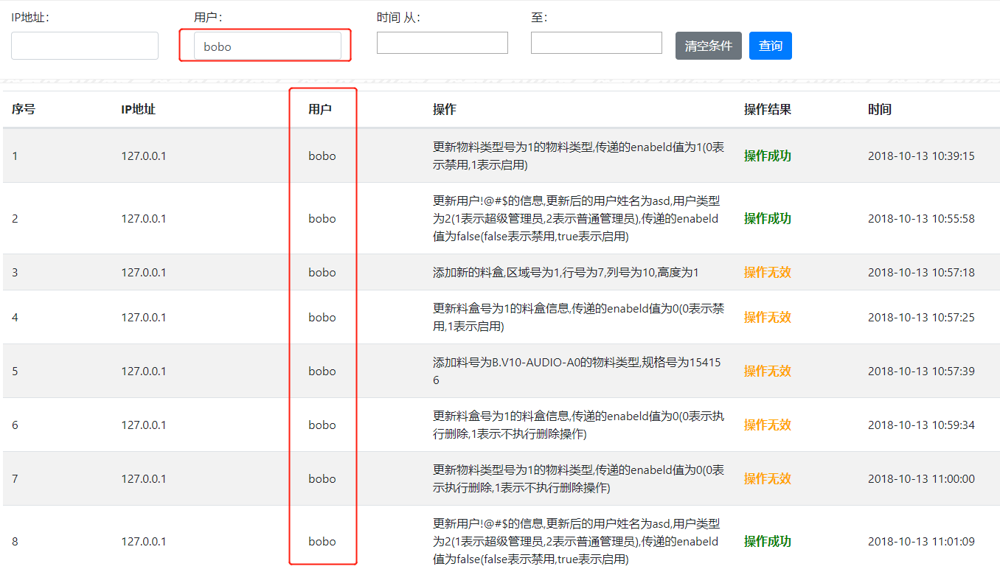 IP地址：
用户：
时间 从：
至：
bobo
清空条件
查询
序号
IP地址
用户
操作
操作结果
时间
1
127.0.0.1
bobo
更新物料类型号为1的物料类型,传递的enabeld值为1(0表
示禁用,1表示启用)
操作成功
2018-10-13 10:39:15
2
127.0.0.1
bobo
更新用户!@#$的信息,更新后的用户姓名为asd,用户类型
为2(1表示超级管理员,2表示普通管理员),传递的enabeld
值为false(false表示禁用,true表示启用)
操作成功
2018-10-13 10:55:58
3
127.0.0.1
bobo
添加新的料盒,区域号为1,行号为7,列号为10,高度为1
操作无效
2018-10-13 10:57:18
4
127.0.0.1
bobo
更新料盒号为1的料盒信息,传递的enabeld值为0(0表示禁
用,1表示启用)
操作无效
2018-10-13 10:57:25
5
127.0.0.1
bobo
添加料号为B.V10-AUDIO-A0的物料类型,规格号为15415
6
操作无效
2018-10-13 10:57:39
6
127.0.0.1
bobo
更新料盒号为1的料盒信息,传递的enabeld值为0(0表示执
行删除,1表示不执行删除操作)
操作无效
2018-10-13 10:59:34
7
127.0.0.1
bobo
更新物料类型号为1的物料类型,传递的enabeld值为0(0表
示执行删除,1表示不执行删除操作)
操作无效
2018-10-13 11:00:00
8
127.0.0.1
bobo
更新用户!@#$的信息,更新后的用户姓名为asd,用户类型
为2(1表示超级管理员,2表示普通管理员),传递的enabeld
值为false(false表示禁用,true表示启用)
操作成功
2018-10-13 11:01:09